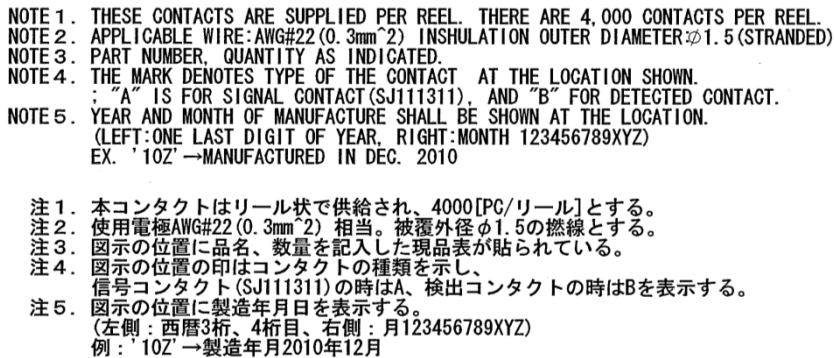 NOTE 1. THESE CONTACTS ARE SUPPLIED PER REEL. THERE ARE 4,000 CONTACTS PER REEL.
NOTE 2. APPLICABLE WIRE:AWG#22(0.3mm^2) INSHULATION OUTER DIAMETER:φ1.5(STRANDED)
NOTE 3. PART NUMBER, QUANTITY AS INDICATED.
NOTE 4. THE MARK DENOTES TYPE OF THE CONTACT AT THE LOCATION SHOWN.
; "A" IS FOR SIGNAL CONTACT(SJ111311), AND "B" FOR DETECTED CONTACT.
NOTE 5. YEAR AND MONTH OF MANUFACTURE SHALL BE SHOWN AT THE LOCATION.
(LEFT:ONE LAST DIGIT OF YEAR, RIGHT:MONTH 123456789XYZ)
EX. '10Z'→MANUFACTURED IN DEC. 2010
注1. 本コンタクトはリール状で供給され、4000[PC/リール]とする。
注2. 使用電極AWG#22(0.3mm^2) 相当。被覆外径φ1.5の撚線とする。
注3. 図示の位置に品名、数量を記入した現品表が貼られている。
注4. 図示の位置の印はコンタクトの種類を示し、
信号コンタクト(SJ111311)の時はA、検出コンタクトの時はBを表示する。
注5. 図示の位置に製造年月日を表示する。
(左側：西暦3桁、4桁目、右側：月123456789XYZ)
例：'10Z'→製造年月2010年12月